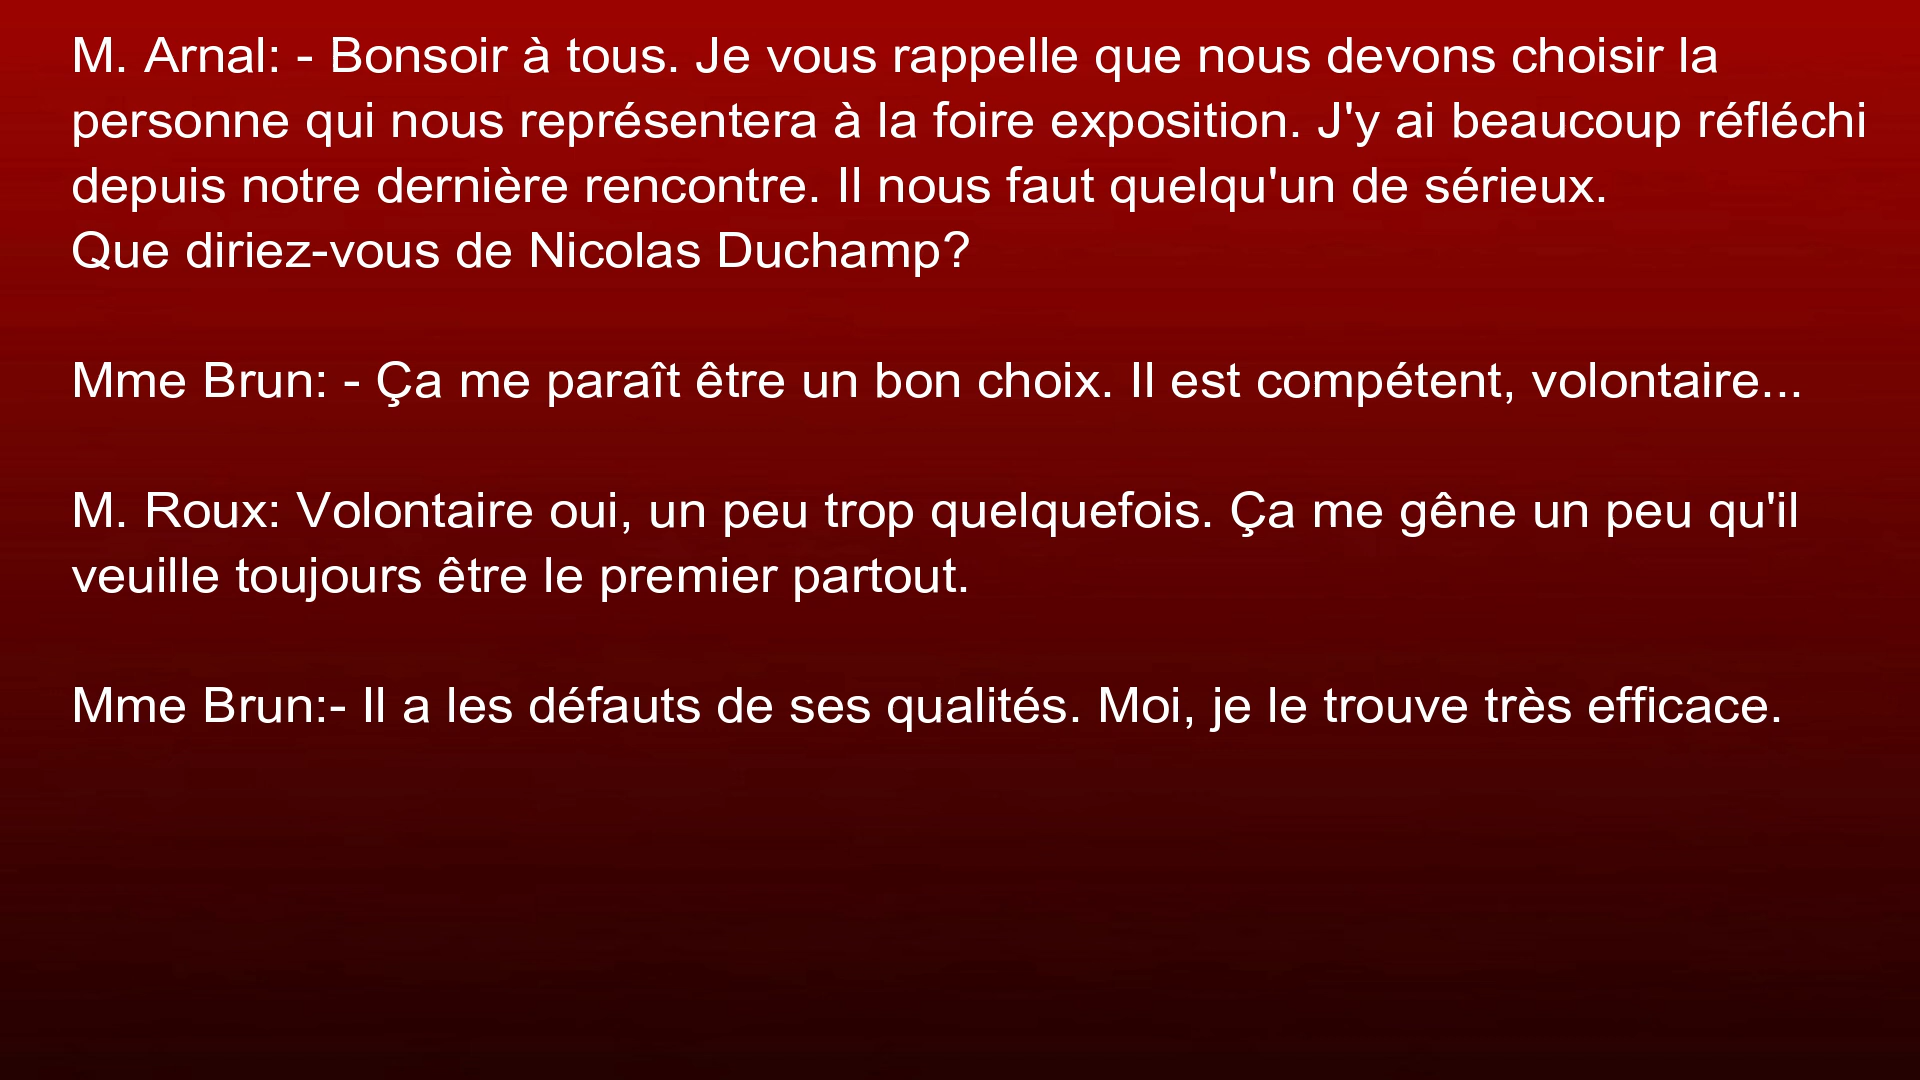 M. Arnal: - Bonsoir à tous. Je vous rappelle que nous devons choisir la
personne qui nous représentera à la foire exposition. J'y ai beaucoup réfléchi
depuis notre dernière rencontre. Il nous faut quelqu'un de sérieux.
Que diriez-vous de Nicolas Duchamp?
Mme Brun: - Ça me paraît être un bon choix. Il est compétent, volontaire...
M. Roux: Volontaire oui, un peu trop quelquefois. Ça me gêne un peu qu'il
veuille toujours être le premier partout.
Mme Brun:- Il a les défauts de ses qualités. Moi, je le trouve très efficace.